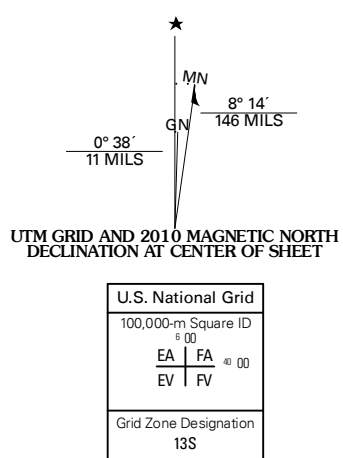 ★
MN
GN
8° 14´
146 MILS
0° 38´
11 MILS
UTM GRID AND 2010 MAGNETIC NORTH
DECLINATION AT CENTER OF SHEET
U.S. National Grid
100,000-m Square ID
6 00
EA FA 40 00
EV FV
Grid Zone Designation
13S